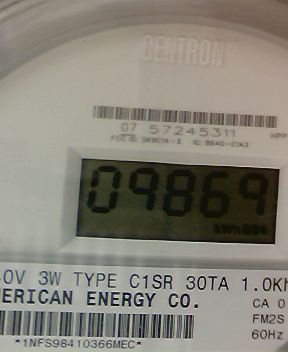 CENTRON®
07 57245311
09869
kWh
0V 3W TYPE C1SR 30TA 1.0Kh
ERICAN ENERGY CO.
CA 0
FM2S
60Hz
*1NFS98410366MEC*